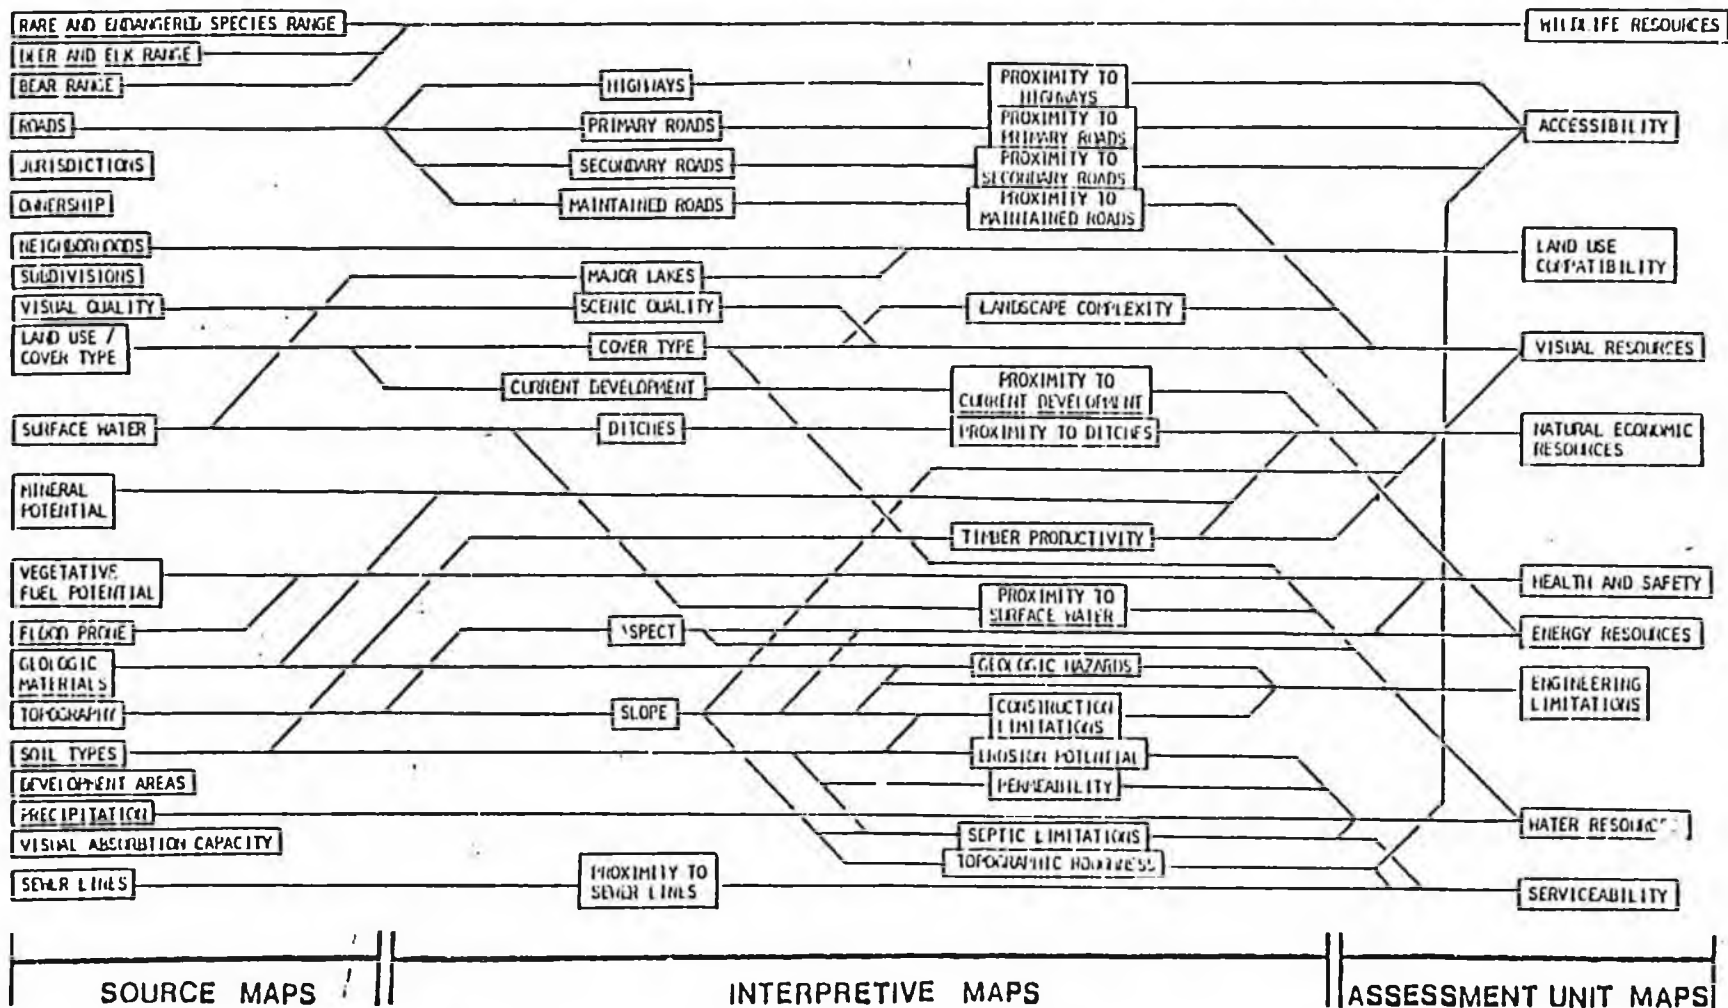 RARE AND ENDANGERED SPECIES RANGE
DEER AND ELK RANGE
BEAR RANGE
ROADS
JURISDICTIONS
OWNERSHIP
NEIGHBORHOODS
SUBDIVISIONS
VISUAL QUALITY
LAND USE /
COVER TYPE
SURFACE WATER
MINERAL
POTENTIAL
VEGETATIVE
FUEL POTENTIAL
FLOOD PRONE
GEOLOGIC
MATERIALS
TOPOGRAPHY
SOIL TYPES
DEVELOPMENT AREAS
PRECIPITATION
VISUAL ABSORBTION CAPACITY
SEWER LINES
HIGHWAYS
PRIMARY ROADS
SECONDARY ROADS
MAINTAINED ROADS
MAJOR LAKES
SCENIC QUALITY
COVER TYPE
CURRENT DEVELOPMENT
DITCHES
ASPECT
SLOPE
PROXIMITY TO
SEWER LINES
PROXIMITY TO
HIGHWAYS
PROXIMITY TO
PRIMARY ROADS
PROXIMITY TO
SECONDARY ROADS
PROXIMITY TO
MAINTAINED ROADS
LANDSCAPE COMPLEXITY
PROXIMITY TO
CURRENT DEVELOPMENT
PROXIMITY TO DITCHES
TIMBER PRODUCTIVITY
PROXIMITY TO
SURFACE WATER
GEOLOGIC HAZARDS
CONSTRUCTION
LIMITATIONS
EROSION POTENTIAL
PERMEABILITY
SEPTIC LIMITATIONS
TOPOGRAPHIC ROUGHNESS
WILDLIFE RESOURCES
ACCESSIBILITY
LAND USE
COMPATIBILITY
VISUAL RESOURCES
NATURAL ECONOMIC
RESOURCES
HEALTH AND SAFETY
ENERGY RESOURCES
ENGINEERING
LIMITATIONS
WATER RESOURCES
SERVICEABILITY
SOURCE MAPS
INTERPRETIVE MAPS
ASSESSMENT UNIT MAPS